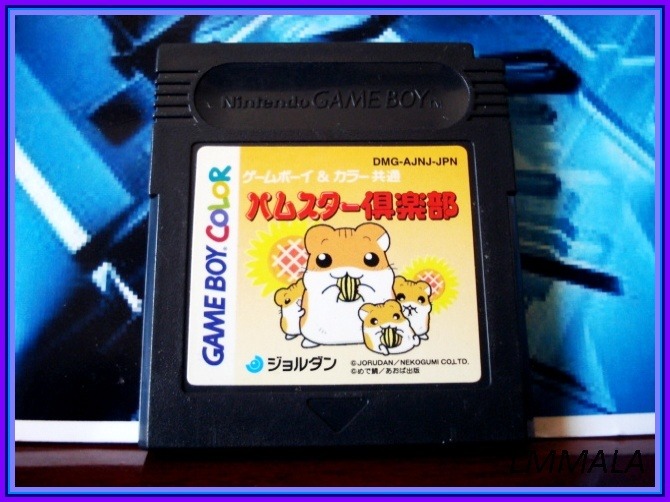 Nintendo GAME BOY
DMG-AJNJ-JPN
ゲームボーイ&カラー共通
ハムスター倶楽部
GAME BOY COLOR
ジョルダン
©JORUDAN/NEKOGUMI CO.,LTD.
©めで鯛/あおば出版
LMMALA